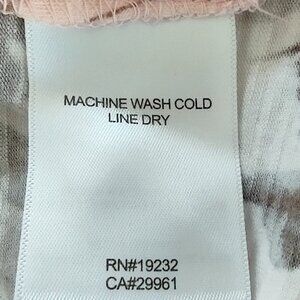 MACHINE WASH COLD
LINE DRY
RN#19232
CA#29961